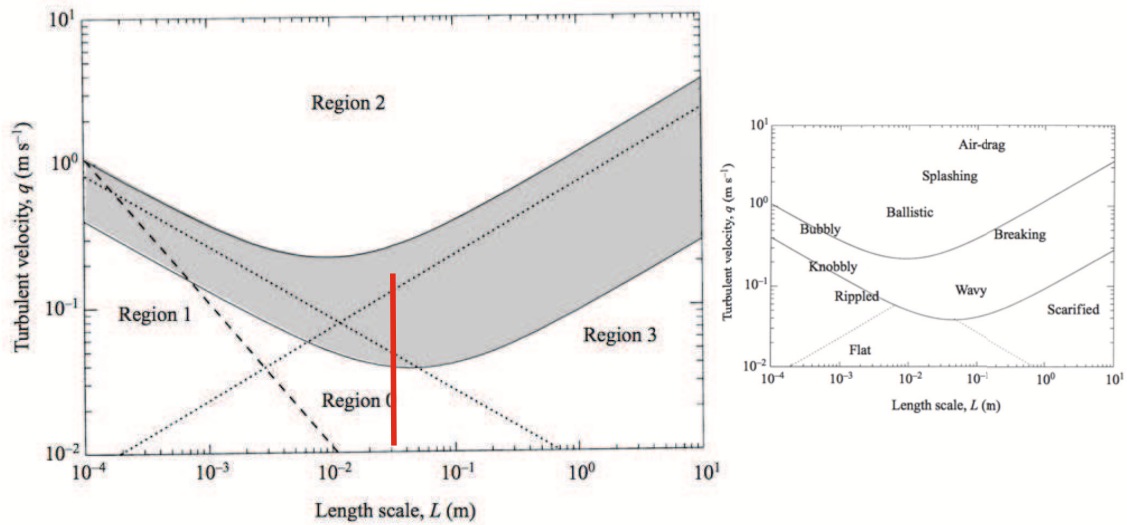 10¹
10⁰
10⁻¹
10⁻²
Turbulent velocity, q (m s⁻¹)
Region 2
Region 1
Region 3
Region 0
10⁻⁴
10⁻³
10⁻²
10⁻¹
10⁰
10¹
Length scale, L (m)
10¹
10⁰
10⁻¹
10⁻²
Turbulent velocity, q (m s⁻¹)
Air-drag
Splashing
Ballistic
Bubbly
Breaking
Knobbly
Rippled
Wavy
Scarified
Flat
10⁻⁴
10⁻³
10⁻²
10⁻¹
10⁰
10¹
Length scale, L (m)